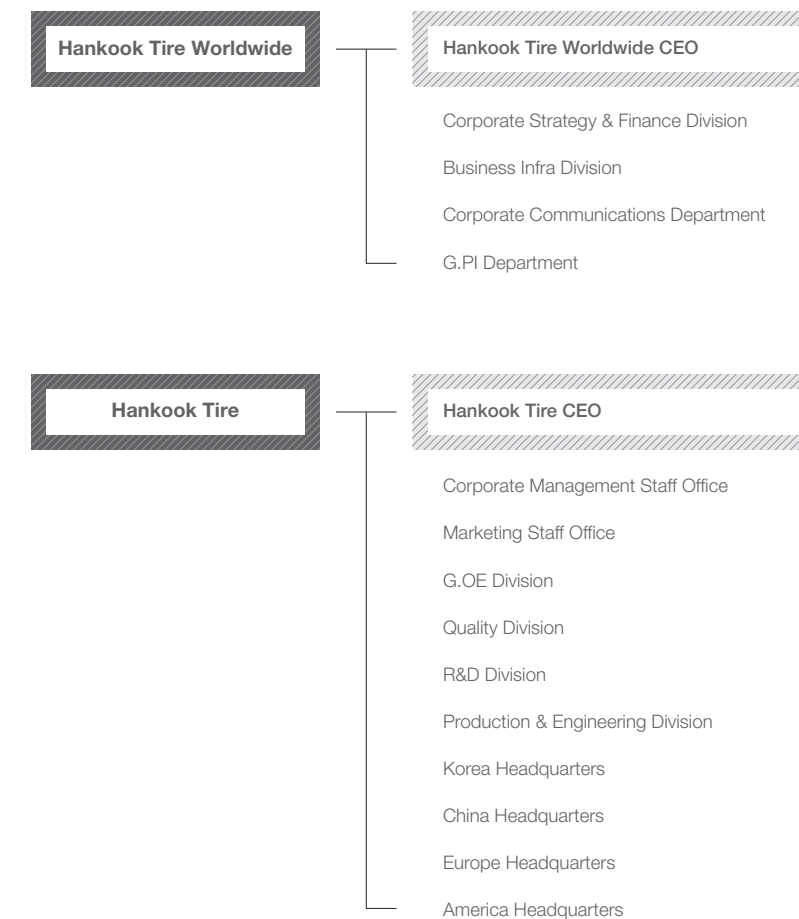 Hankook Tire Worldwide
Hankook Tire Worldwide CEO
Corporate Strategy & Finance Division
Business Infra Division
Corporate Communications Department
G.PI Department
Hankook Tire
Hankook Tire CEO
Corporate Management Staff Office
Marketing Staff Office
G.OE Division
Quality Division
R&D Division
Production & Engineering Division
Korea Headquarters
China Headquarters
Europe Headquarters
America Headquarters